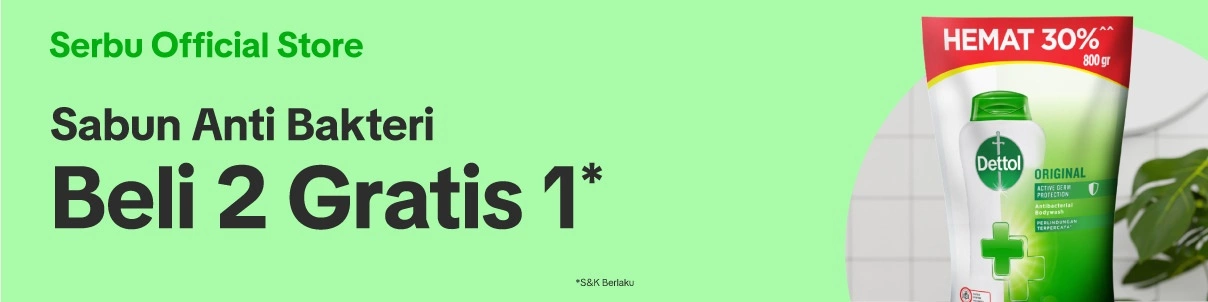 Serbu Official Store
Sabun Anti Bakteri
Beli 2 Gratis 1*
*S&K Berlaku
HEMAT 30%^^
800 gr
Dettol
ORIGINAL
ACTIVE GERM
PROTECTION
Antibacterial
Bodywash
PERLINDUNGAN
TERPERCAYA*